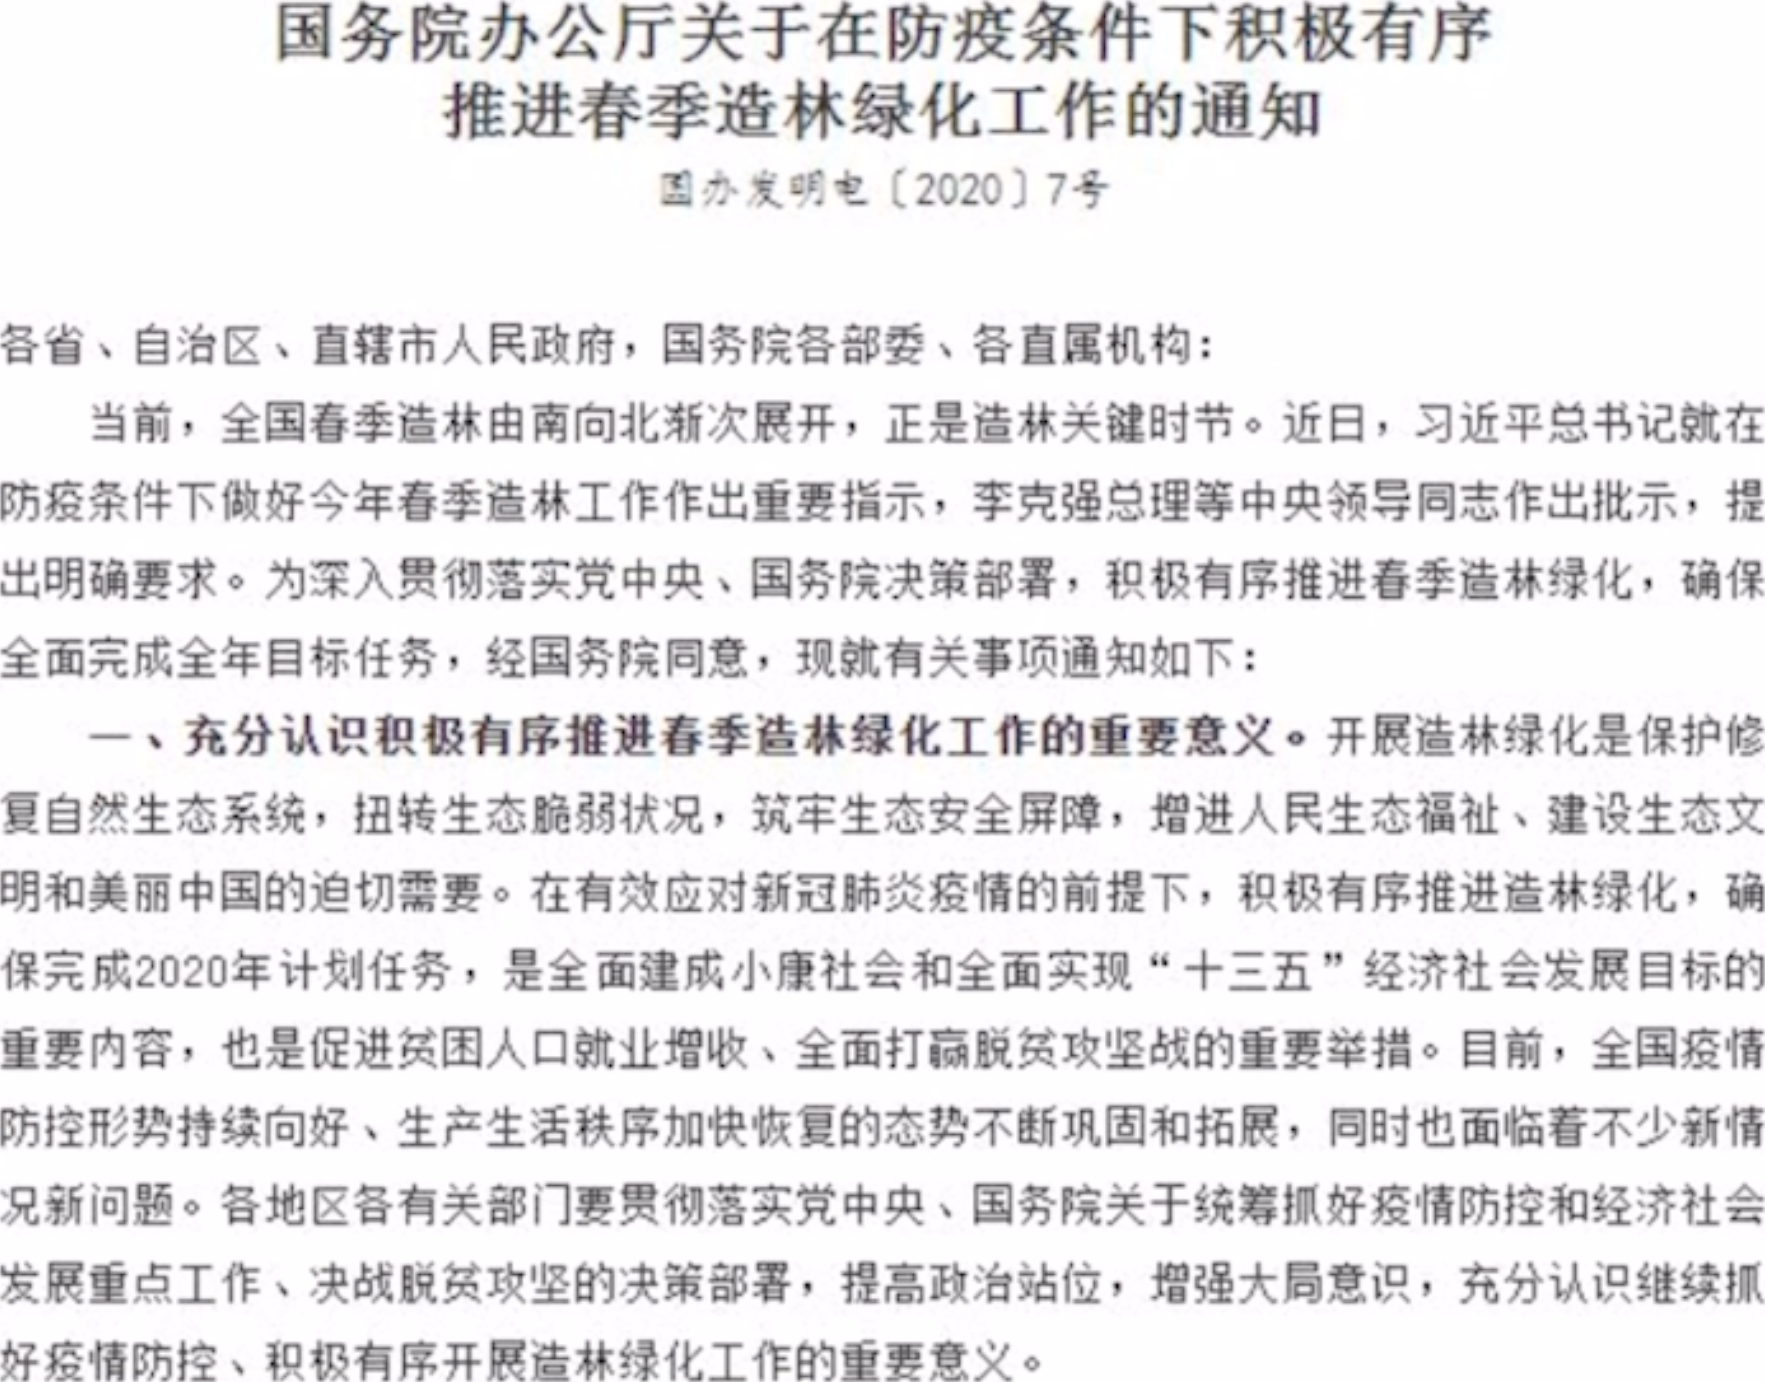 国务院办公厅关于在防疫条件下积极有序
推进春季造林绿化工作的通知
国办发明电〔2020〕7号
各省、自治区、直辖市人民政府，国务院各部委、各直属机构：
当前，全国春季造林由南向北渐次展开，正是造林关键时节。近日，习近平总书记就在
防疫条件下做好今年春季造林工作作出重要指示，李克强总理等中央领导同志作出批示，提
出明确要求。为深入贯彻落实党中央、国务院决策部署，积极有序推进春季造林绿化，确保
全面完成全年目标任务，经国务院同意，现就有关事项通知如下：
一、充分认识积极有序推进春季造林绿化工作的重要意义。开展造林绿化是保护修
复自然生态系统，扭转生态脆弱状况，筑牢生态安全屏障，增进人民生态福祉、建设生态文
明和美丽中国的迫切需要。在有效应对新冠肺炎疫情的前提下，积极有序推进造林绿化，确
保完成2020年计划任务，是全面建成小康社会和全面实现“十三五”经济社会发展目标的
重要内容，也是促进贫困人口就业增收、全面打赢脱贫攻坚战的重要举措。目前，全国疫情
防控形势持续向好、生产生活秩序加快恢复的态势不断巩固和拓展，同时也面临着不少新情
况新问题。各地区各有关部门要贯彻落实党中央、国务院关于统筹抓好疫情防控和经济社会
发展重点工作、决战脱贫攻坚的决策部署，提高政治站位，增强大局意识，充分认识继续抓
好疫情防控、积极有序开展造林绿化工作的重要意义。